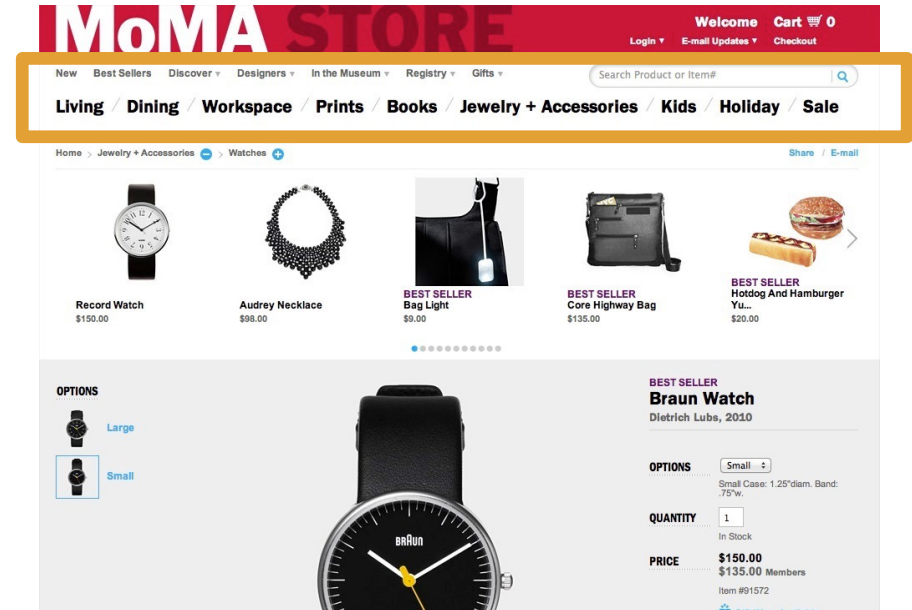 MoMA STORE
Welcome Cart 0
Login E-mail Updates Checkout
New Best Sellers Discover Designers In the Museum Registry Gifts
Search Product or Item#
Living / Dining / Workspace / Prints / Books / Jewelry + Accessories / Kids / Holiday / Sale
Home > Jewelry + Accessories > Watches
Share / E-mail
Record Watch
$150.00
Audrey Necklace
$98.00
BEST SELLER
Bag Light
$9.00
BEST SELLER
Core Highway Bag
$135.00
BEST SELLER
Hotdog And Hamburger
Yu...
$20.00
OPTIONS
Large
Small
BRAUN
BEST SELLER
Braun Watch
Dietrich Lubs, 2010
OPTIONS Small
Small Case: 1.25"diam. Band:
.75"w.
QUANTITY 1
In Stock
PRICE $150.00
$135.00 Members
Item #91572